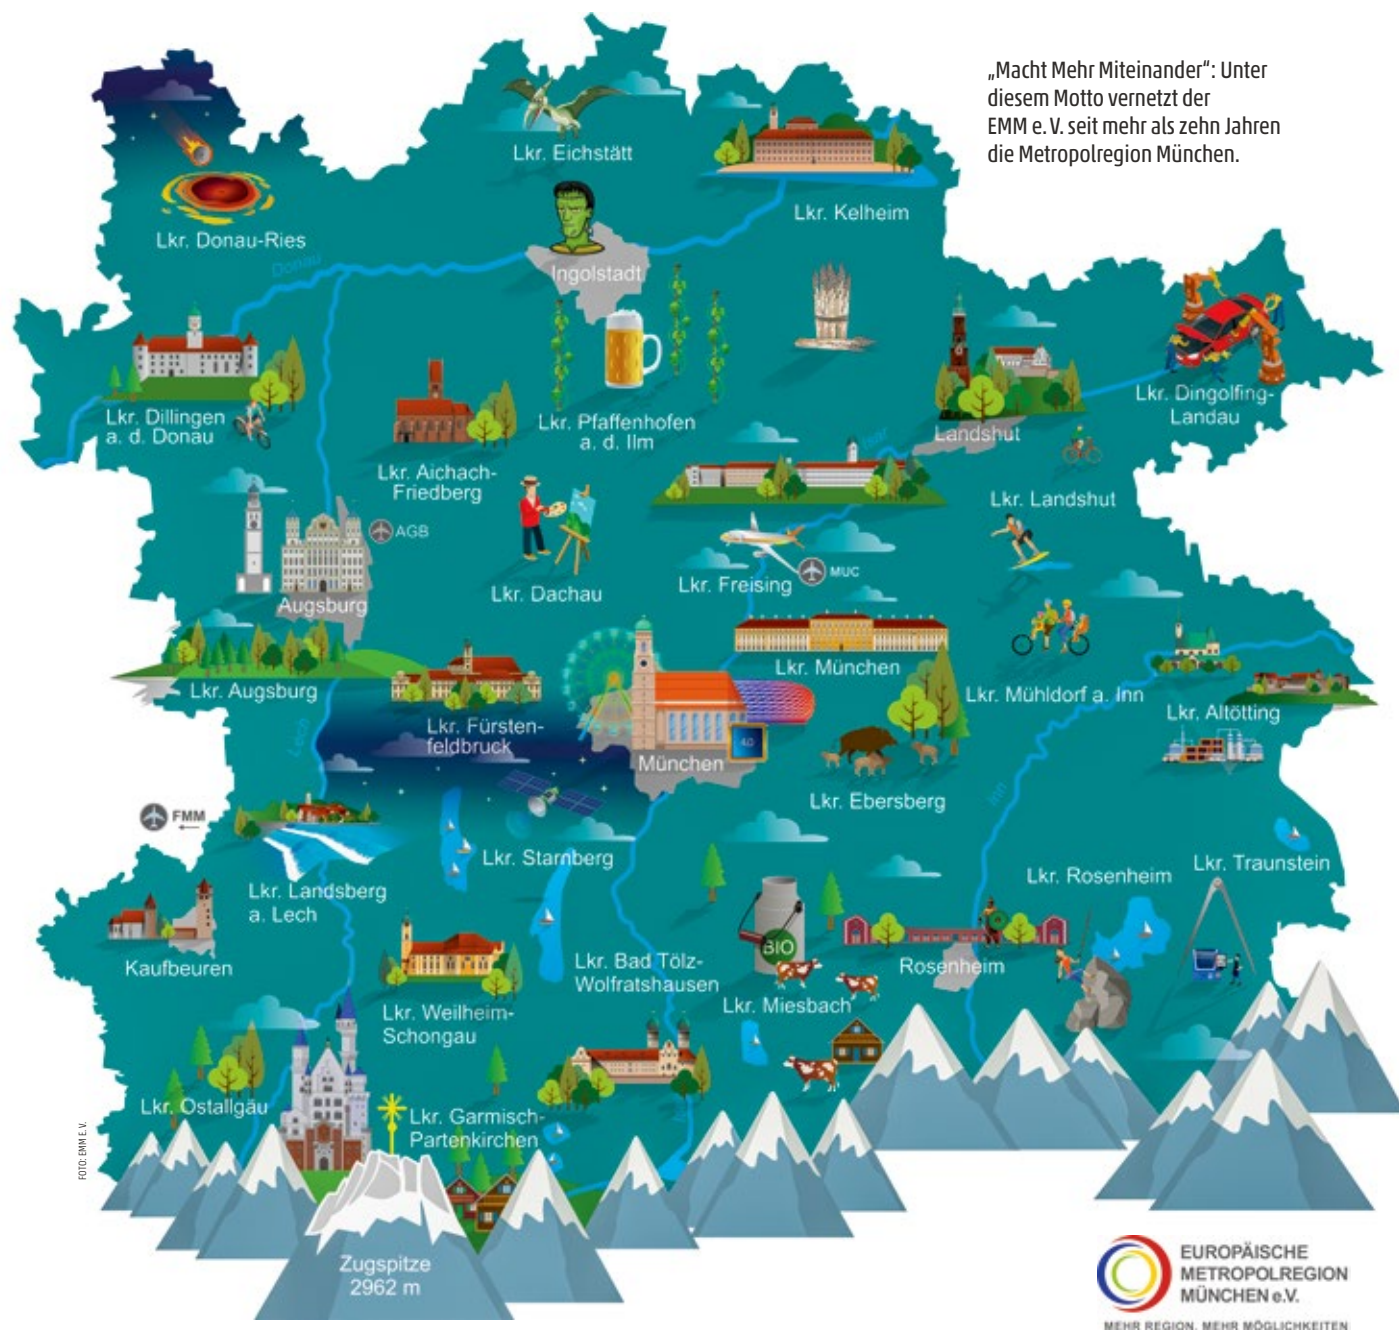 „Macht Mehr Miteinander“: Unter
diesem Motto vernetzt der
EMM e. V. seit mehr als zehn Jahren
die Metropolregion München.
Lkr. Eichstätt
Lkr. Kelheim
Lkr. Donau-Ries
Donau
Ingolstadt
Lkr. Dillingen
a. d. Donau
Lkr. Pfaffenhofen
a. d. Ilm
Lkr. Dingolfing-
Landau
Landshut
Isar
Lkr. Aichach-
Friedberg
Lkr. Landshut
AGB
Lkr. Dachau
Lkr. Freising
MUC
Augsburg
Lkr. München
Lkr. Augsburg
Lkr. Mühldorf a. Inn
Lkr. Altötting
Lech
Lkr. Fürsten-
feldbruck
4.0
München
Inn
Lkr. Ebersberg
FMM
Lkr. Starnberg
Lkr. Traunstein
Lkr. Rosenheim
Lkr. Landsberg
a. Lech
BIO
Kaufbeuren
Lkr. Bad Tölz-
Wolfratshausen
Rosenheim
Lkr. Miesbach
Lkr. Weilheim-
Schongau
Lkr. Ostallgäu
Lkr. Garmisch-
Partenkirchen
FOTO: EMM E. V.
Zugspitze
2962 m
EUROPÄISCHE
METROPOLREGION
MÜNCHEN e.V.
MEHR REGION. MEHR MÖGLICHKEITEN